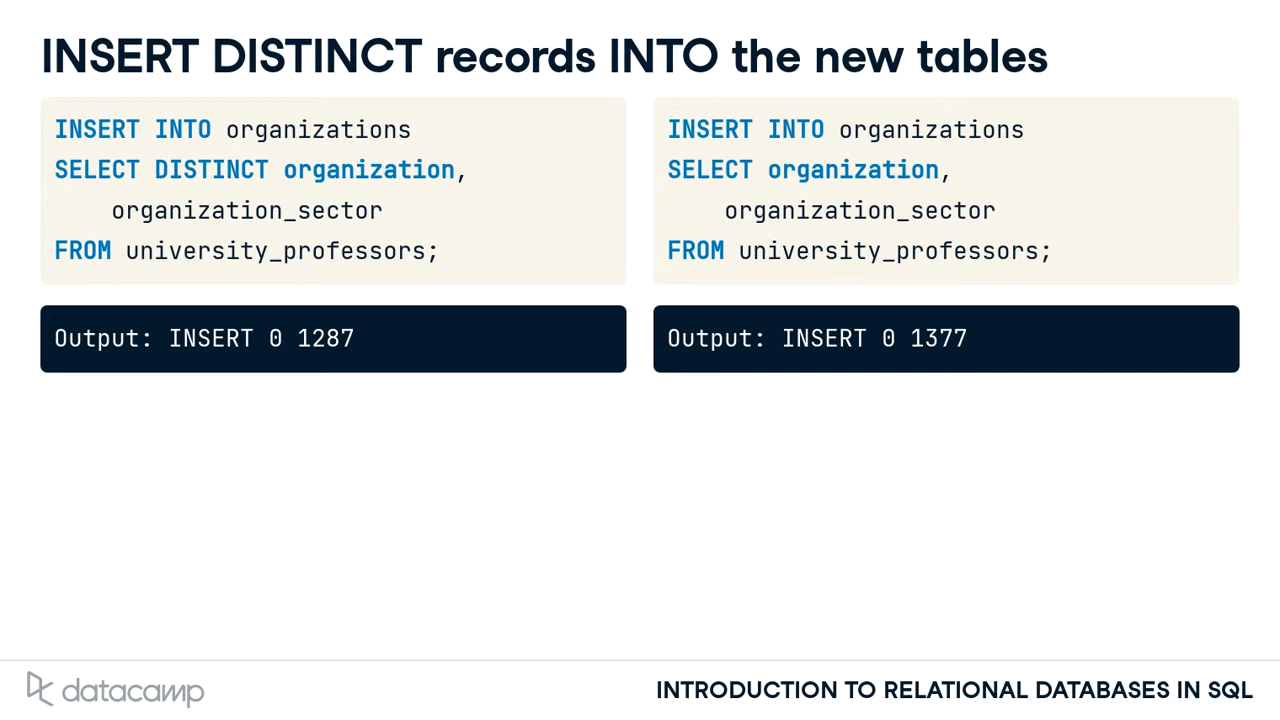 INSERT DISTINCT records INTO the new tables
INSERT INTO organizations
SELECT DISTINCT organization,
organization_sector
FROM university_professors;
Output: INSERT 0 1287
INSERT INTO organizations
SELECT organization,
organization_sector
FROM university_professors;
Output: INSERT 0 1377
datacamp
INTRODUCTION TO RELATIONAL DATABASES IN SQL